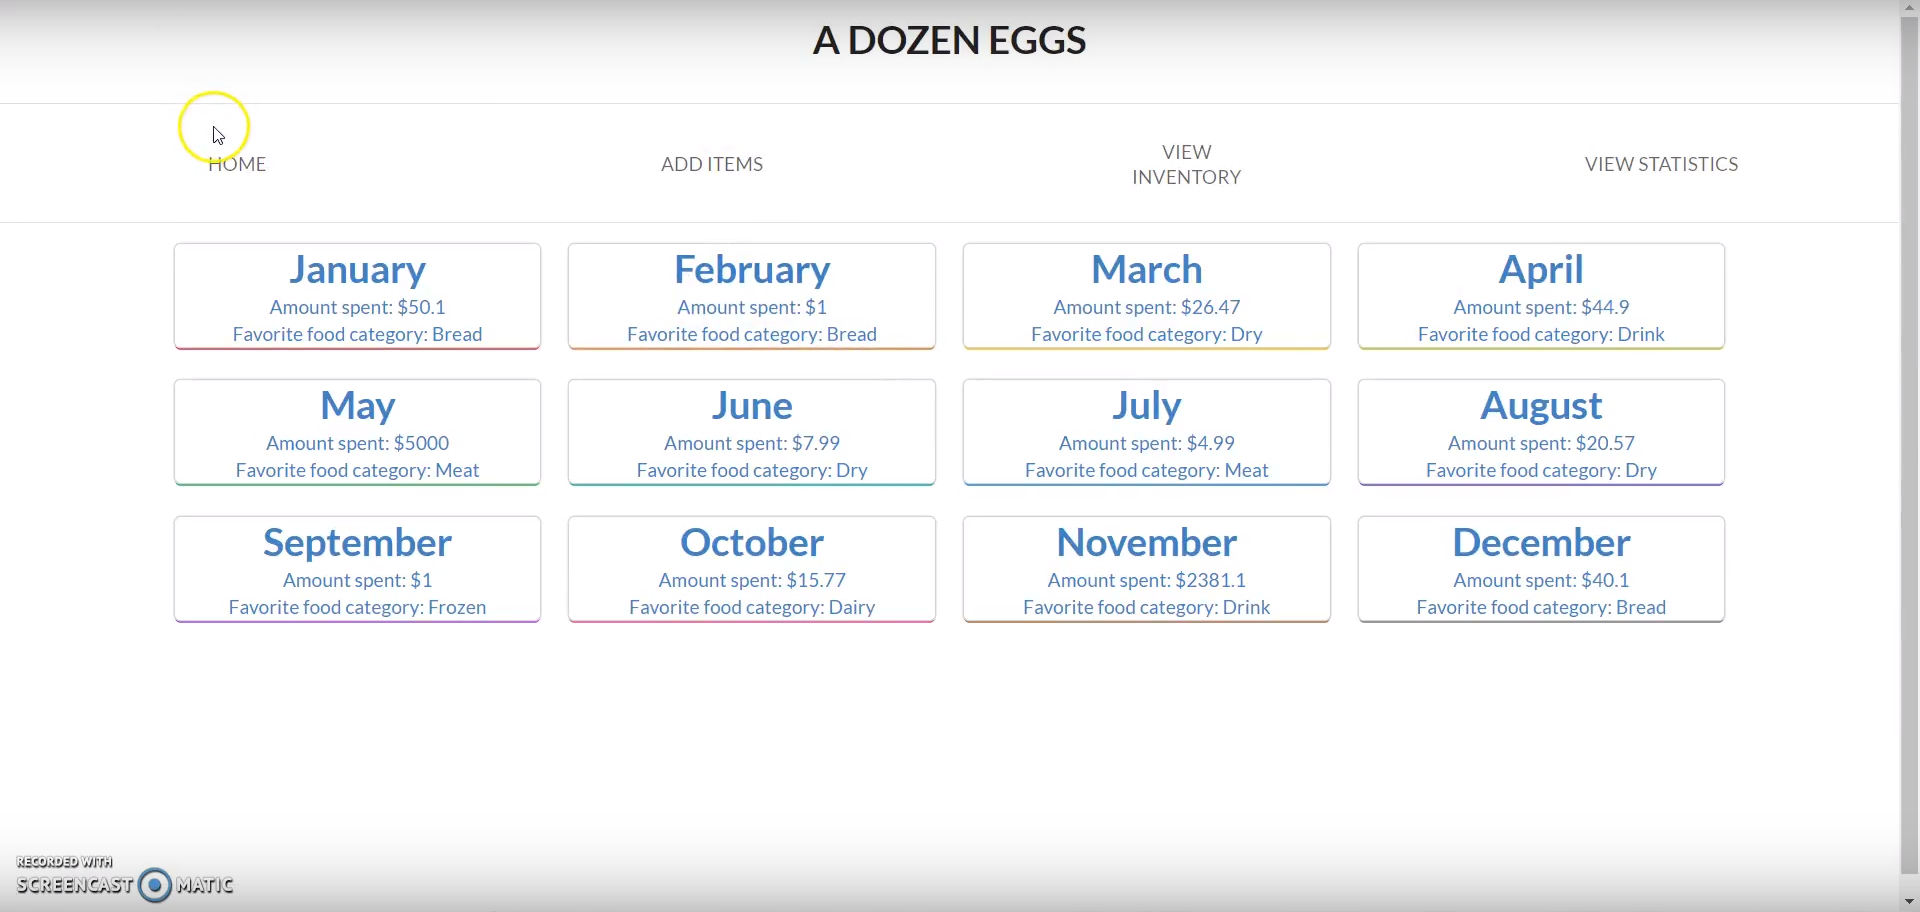 A DOZEN EGGS
HOME
ADD ITEMS
VIEW
INVENTORY
VIEW STATISTICS
January
Amount spent: $50.1
Favorite food category: Bread
February
Amount spent: $1
Favorite food category: Bread
March
Amount spent: $26.47
Favorite food category: Dry
April
Amount spent: $44.9
Favorite food category: Drink
May
Amount spent: $5000
Favorite food category: Meat
June
Amount spent: $7.99
Favorite food category: Dry
July
Amount spent: $4.99
Favorite food category: Meat
August
Amount spent: $20.57
Favorite food category: Dry
September
Amount spent: $1
Favorite food category: Frozen
October
Amount spent: $15.77
Favorite food category: Dairy
November
Amount spent: $2381.1
Favorite food category: Drink
December
Amount spent: $40.1
Favorite food category: Bread
RECORDED WITH
SCREENCAST MATIC